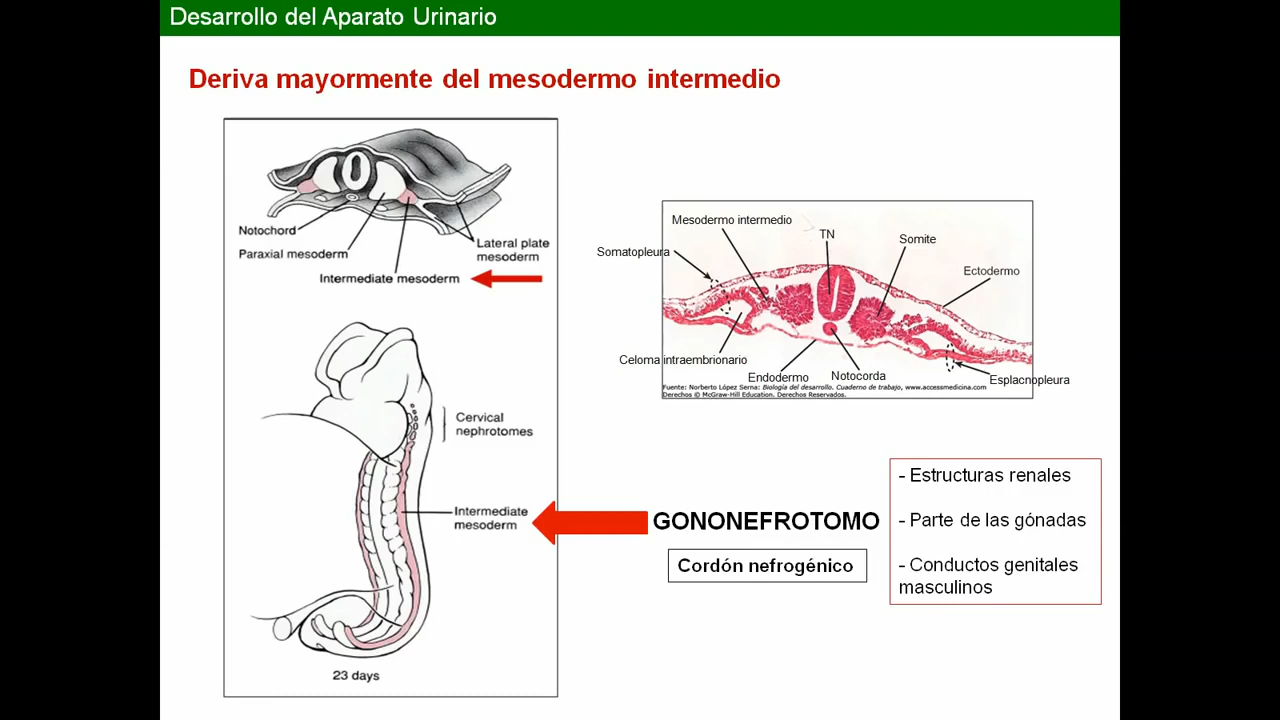 Desarrollo del Aparato Urinario
Deriva mayormente del mesodermo intermedio
Notochord
Paraxial mesoderm
Lateral plate
mesoderm
Intermediate mesoderm
Cervical
nephrotomes
Intermediate
mesoderm
23 days
Mesodermo intermedio
TN
Somite
Somatopleura
Ectodermo
Celoma intraembrionario
Endodermo
Notocorda
Esplacnopleura
Fuente: Norberto López Serna: Biología del desarrollo. Cuaderno de trabajo, www.accessmedicina.com
Derechos © McGraw-Hill Education. Derechos Reservados.
GONONEFROTOMO
Cordón nefrogénico
- Estructuras renales
- Parte de las gónadas
- Conductos genitales
masculinos